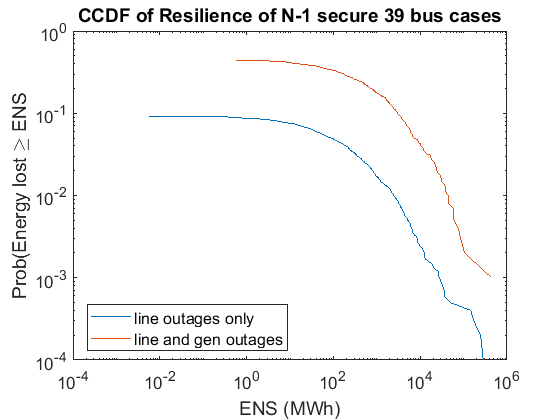 CCDF of Resilience of N-1 secure 39 bus cases
Prob(Energy lost ≥ ENS
10^0
10^-1
10^-2
10^-3
10^-4
line outages only
line and gen outages
10^-4
10^-2
10^0
10^2
10^4
10^6
ENS (MWh)